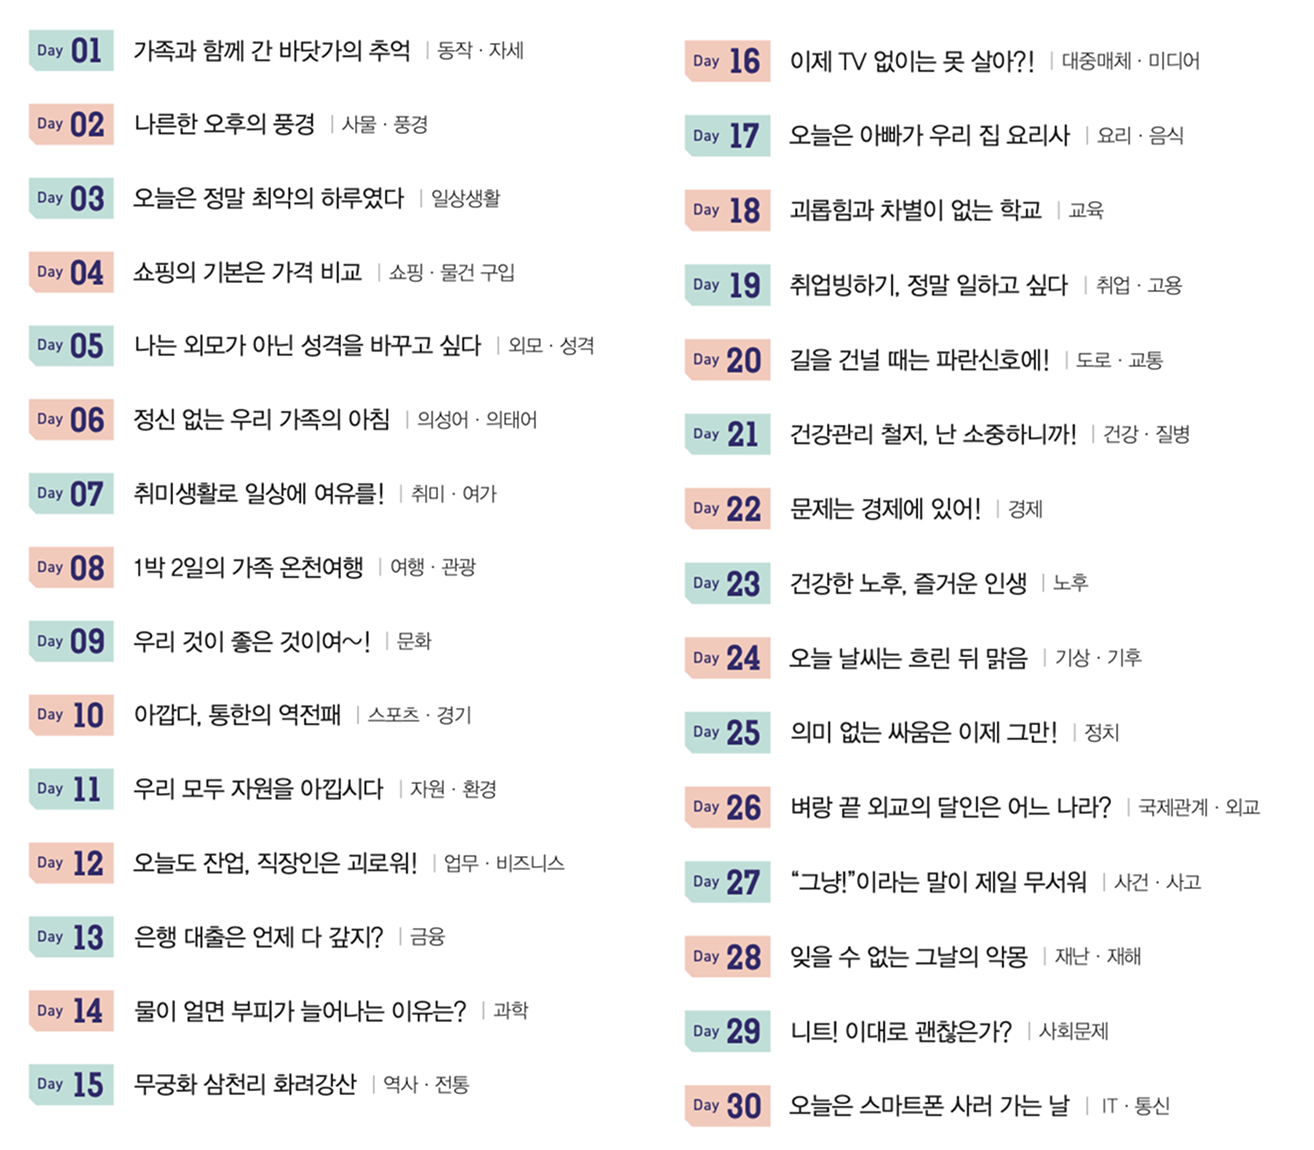 Day 01 가족과 함께 간 바닷가의 추억 | 동작 · 자세
Day 02 나른한 오후의 풍경 | 사물 · 풍경
Day 03 오늘은 정말 최악의 하루였다 | 일상생활
Day 04 쇼핑의 기본은 가격 비교 | 쇼핑 · 물건 구입
Day 05 나는 외모가 아닌 성격을 바꾸고 싶다 | 외모 · 성격
Day 06 정신 없는 우리 가족의 아침 | 의성어 · 의태어
Day 07 취미생활로 일상에 여유를! | 취미 · 여가
Day 08 1박 2일의 가족 온천여행 | 여행 · 관광
Day 09 우리 것이 좋은 것이여~! | 문화
Day 10 아깝다, 통한의 역전패 | 스포츠 · 경기
Day 11 우리 모두 자원을 아낍시다 | 자원 · 환경
Day 12 오늘도 잔업, 직장인은 괴로워! | 업무 · 비즈니스
Day 13 은행 대출은 언제 다 갚지? | 금융
Day 14 물이 얼면 부피가 늘어나는 이유는? | 과학
Day 15 무궁화 삼천리 화려강산 | 역사 · 전통
Day 16 이제 TV 없이는 못 살아?! | 대중매체 · 미디어
Day 17 오늘은 아빠가 우리 집 요리사 | 요리 · 음식
Day 18 괴롭힘과 차별이 없는 학교 | 교육
Day 19 취업빙하기, 정말 일하고 싶다 | 취업 · 고용
Day 20 길을 건널 때는 파란신호에! | 도로 · 교통
Day 21 건강관리 철저, 난 소중하니까! | 건강 · 질병
Day 22 문제는 경제에 있어! | 경제
Day 23 건강한 노후, 즐거운 인생 | 노후
Day 24 오늘 날씨는 흐린 뒤 맑음 | 기상 · 기후
Day 25 의미 없는 싸움은 이제 그만! | 정치
Day 26 벼랑 끝 외교의 달인은 어느 나라? | 국제관계 · 외교
Day 27 “그냥!”이라는 말이 제일 무서워 | 사건 · 사고
Day 28 잊을 수 없는 그날의 악몽 | 재난 · 재해
Day 29 니트! 이대로 괜찮은가? | 사회문제
Day 30 오늘은 스마트폰 사러 가는 날 | IT · 통신